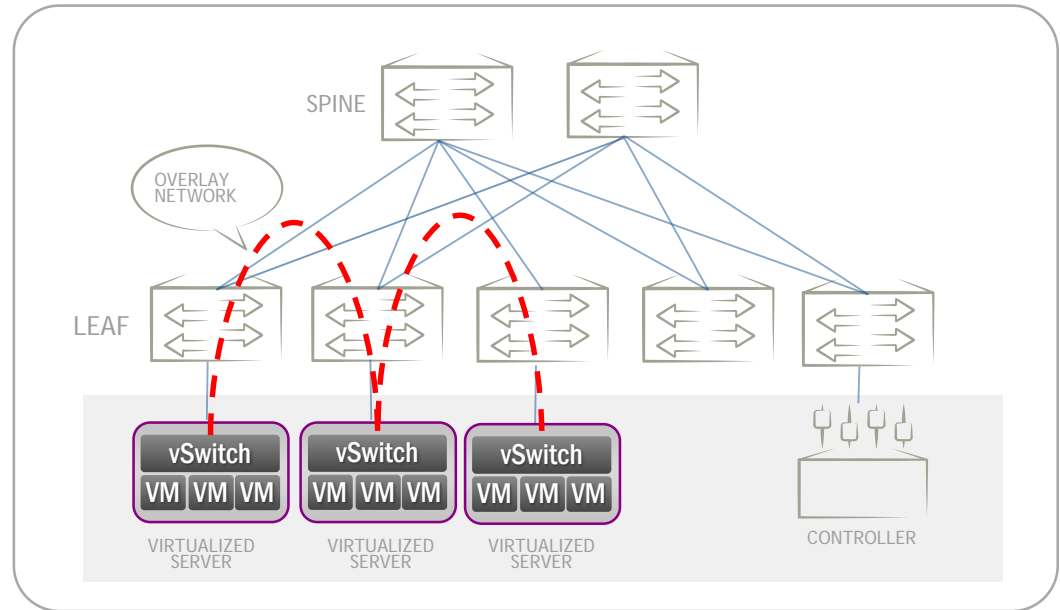 SPINE
OVERLAY
NETWORK
LEAF
vSwitch
VM VM VM
vSwitch
VM VM VM
vSwitch
VM VM VM
VIRTUALIZED
SERVER
VIRTUALIZED
SERVER
VIRTUALIZED
SERVER
CONTROLLER